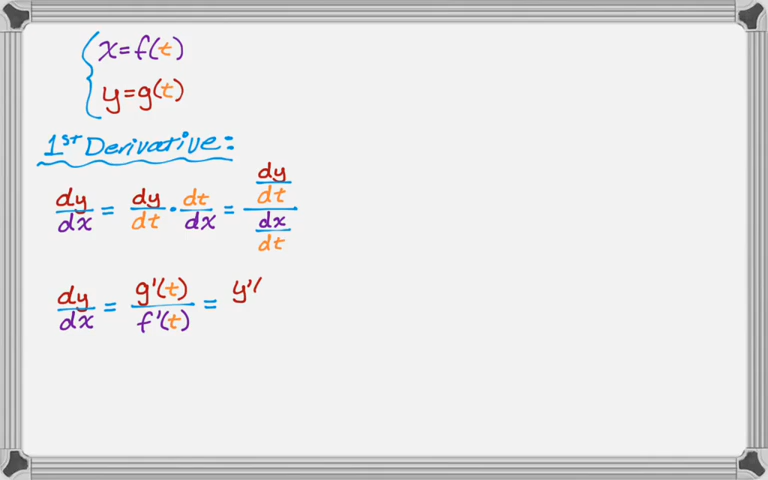 x=f(t)
y=g(t)
1st Derivative:
dy/dx = dy/dt · dt/dx = (dy/dt)/(dx/dt)
dy/dx = g'(t)/f'(t) = y'(